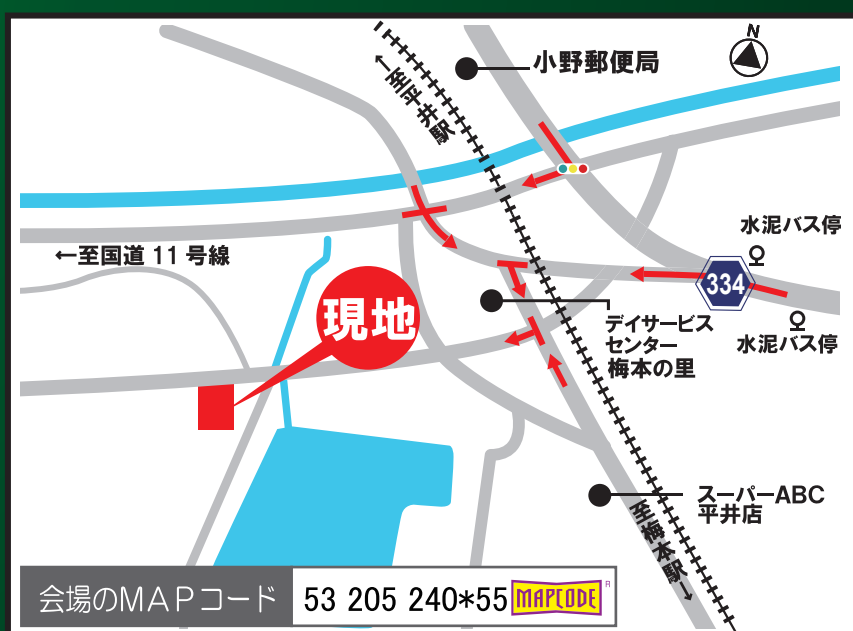 N
小野郵便局
←至平井駅
水泥バス停
←至国道11号線
334
現地
デイサービス
センター
梅本の里
水泥バス停
スーパーABC
平井店
至梅本駅→
会場のMAPコード 53 205 240*55 MAPCODE ®